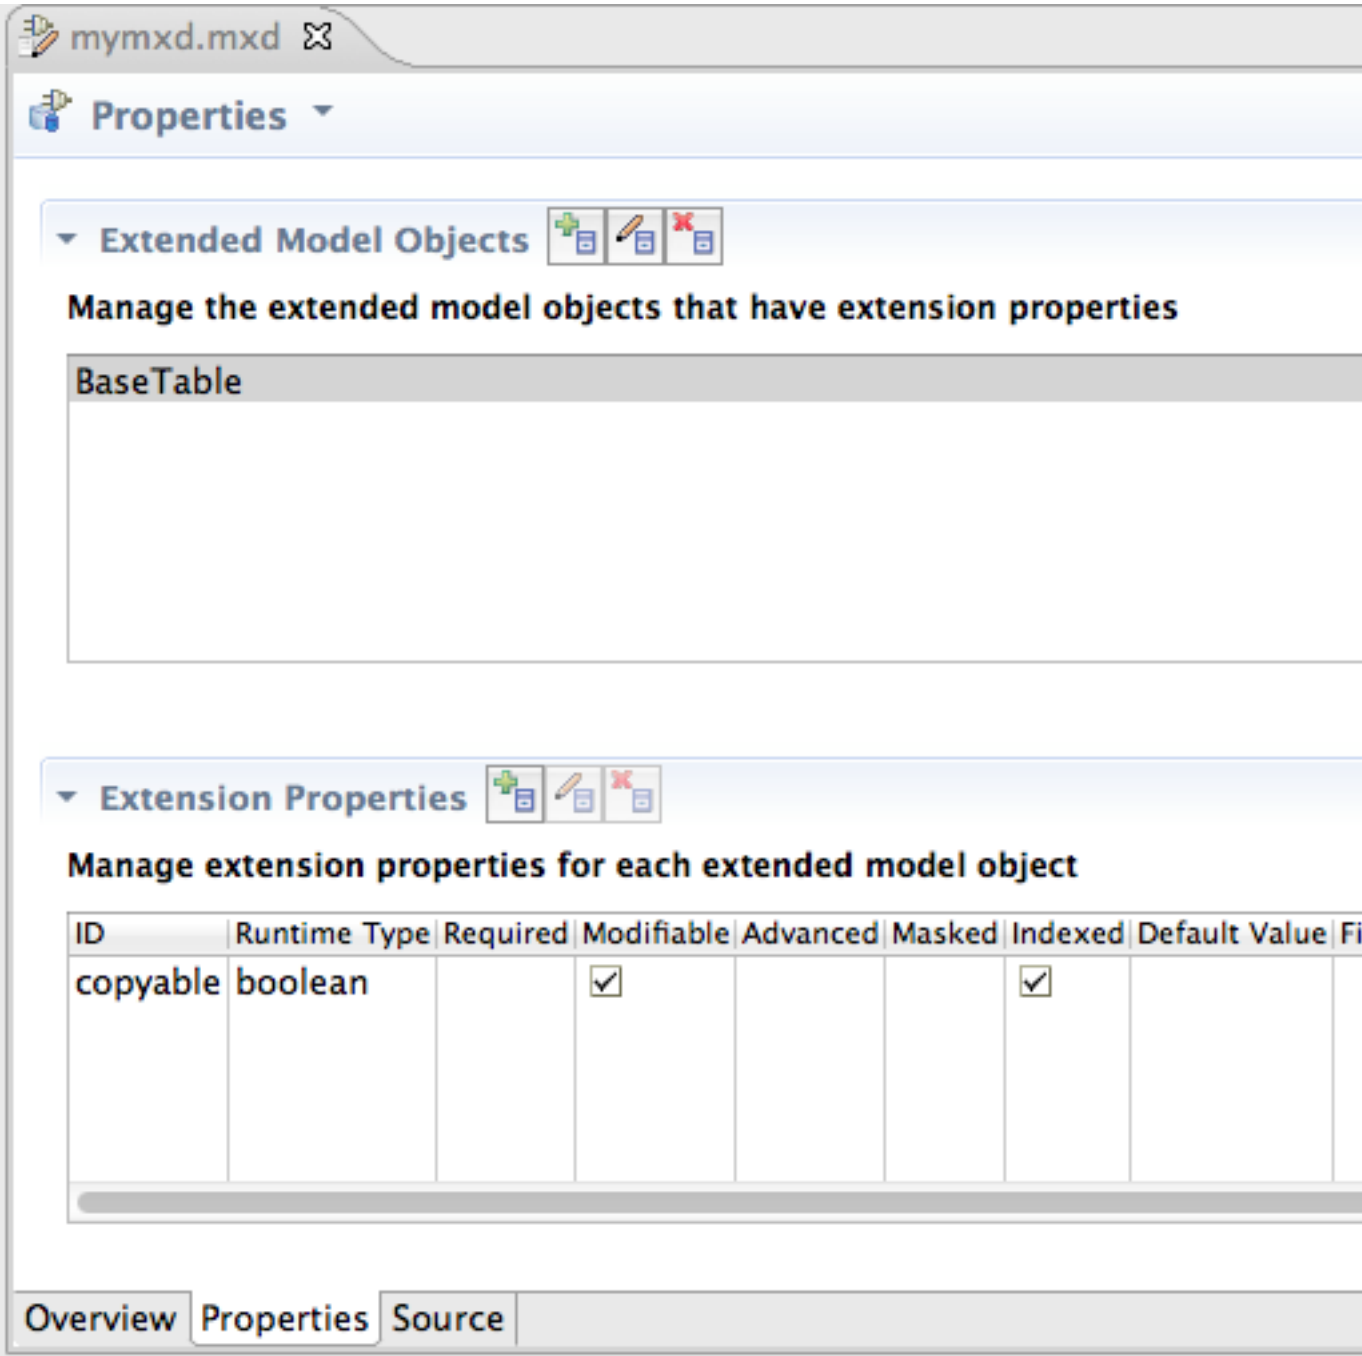 mymxd.mxd
Properties
Extended Model Objects
Manage the extended model objects that have extension properties
BaseTable
Extension Properties
Manage extension properties for each extended model object
ID Runtime Type Required Modifiable Advanced Masked Indexed Default Value Fi
copyable boolean
Overview Properties Source